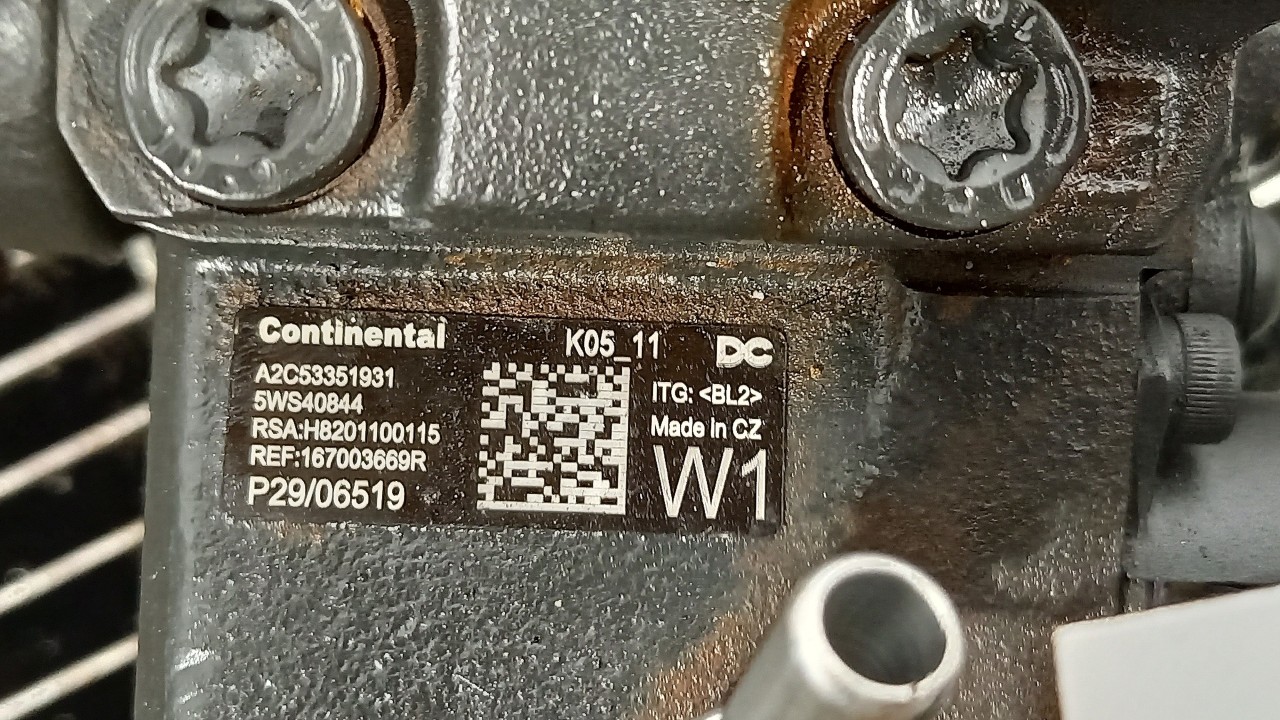 Continental
K05_11
DC
A2C53351931
5WS40844
RSA:H8201100115
REF:167003669R
P29/06519
ITG: <BL2>
Made in CZ
W1